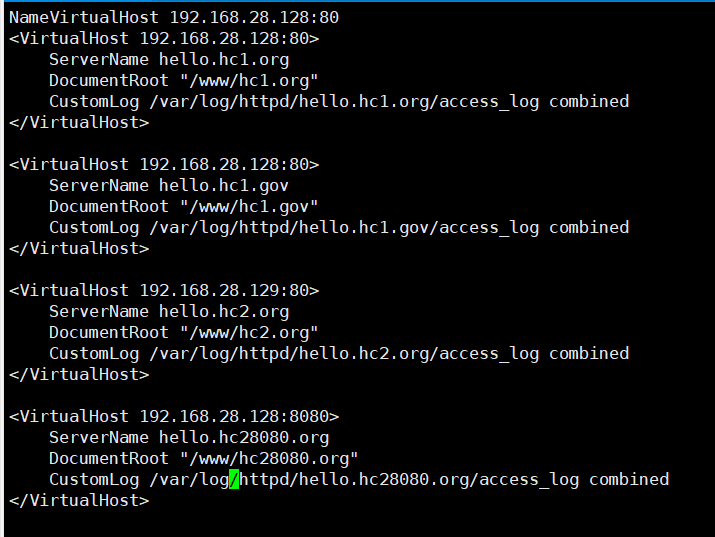 NameVirtualHost 192.168.28.128:80
<VirtualHost 192.168.28.128:80>
    ServerName hello.hc1.org
    DocumentRoot "/www/hc1.org"
    CustomLog /var/log/httpd/hello.hc1.org/access_log combined
</VirtualHost>

<VirtualHost 192.168.28.128:80>
    ServerName hello.hc1.gov
    DocumentRoot "/www/hc1.gov"
    CustomLog /var/log/httpd/hello.hc1.gov/access_log combined
</VirtualHost>

<VirtualHost 192.168.28.129:80>
    ServerName hello.hc2.org
    DocumentRoot "/www/hc2.org"
    CustomLog /var/log/httpd/hello.hc2.org/access_log combined
</VirtualHost>

<VirtualHost 192.168.28.128:8080>
    ServerName hello.hc28080.org
    DocumentRoot "/www/hc28080.org"
    CustomLog /var/log/httpd/hello.hc28080.org/access_log combined
</VirtualHost>